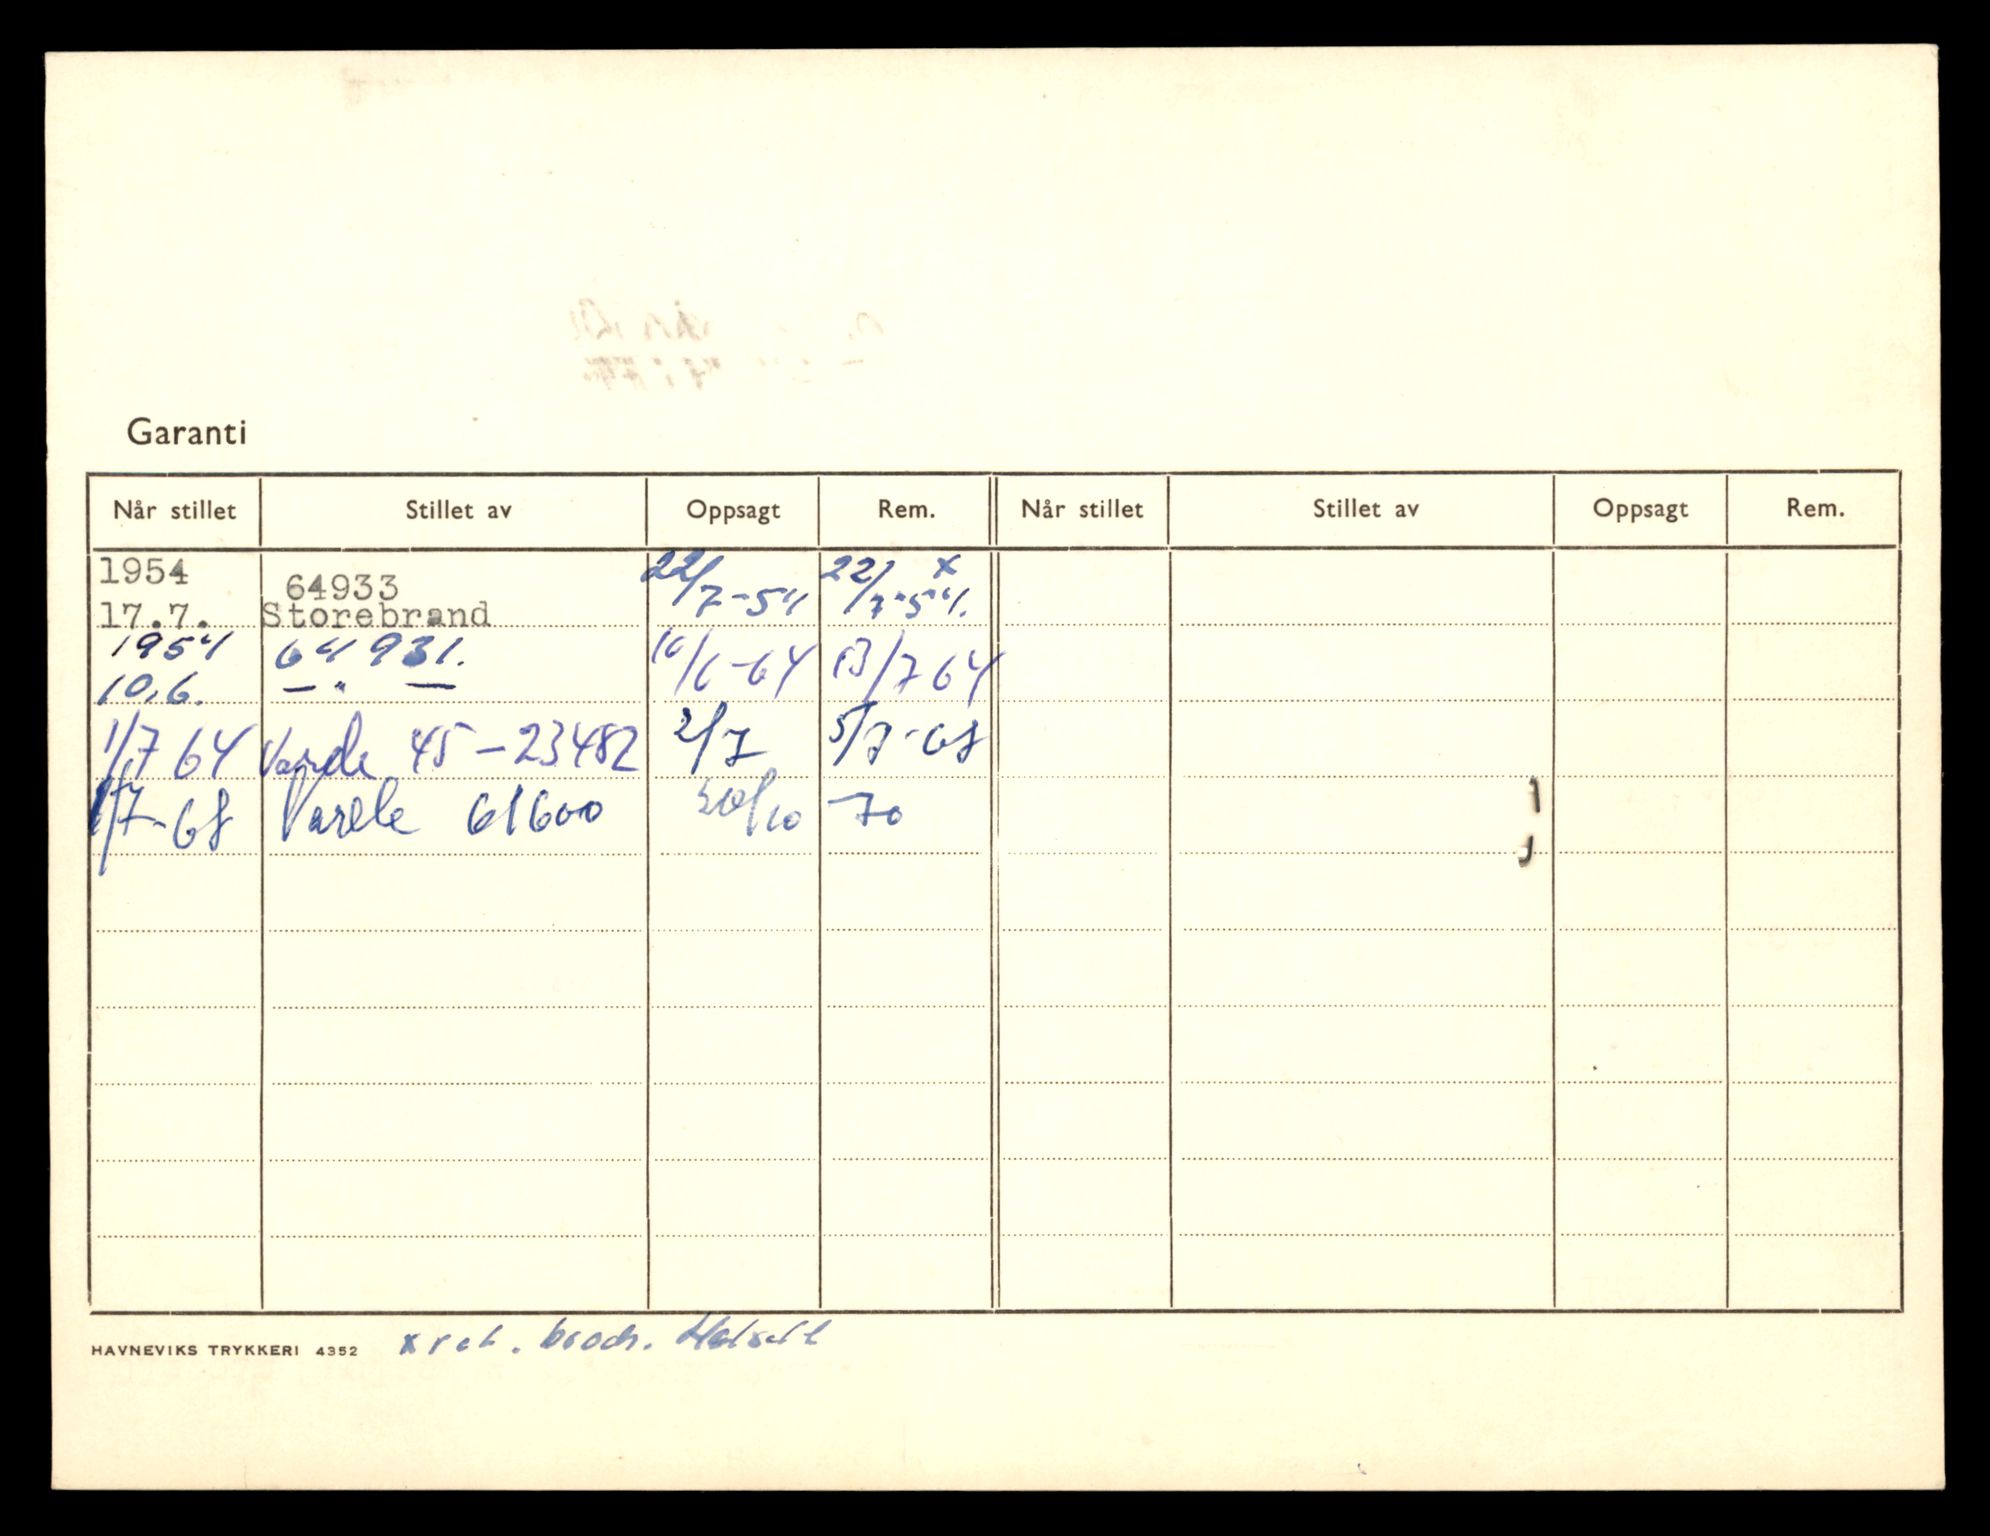 Garanti
Når stillet Stillet av Oppsagt Rem. Når stillet Stillet av Oppsagt Rem.
1954 64933 22/7-54 22/7-54. x
17.7. Storebrand
1954 64931. 16/6-64 13/7 64
10.6. —"—
1/7 64 Varde 45-23482 2/7 5/7-68
1/7-68 Varde 61600 20/10 -70
HAVNEVIKS TRYKKERI 4352 x